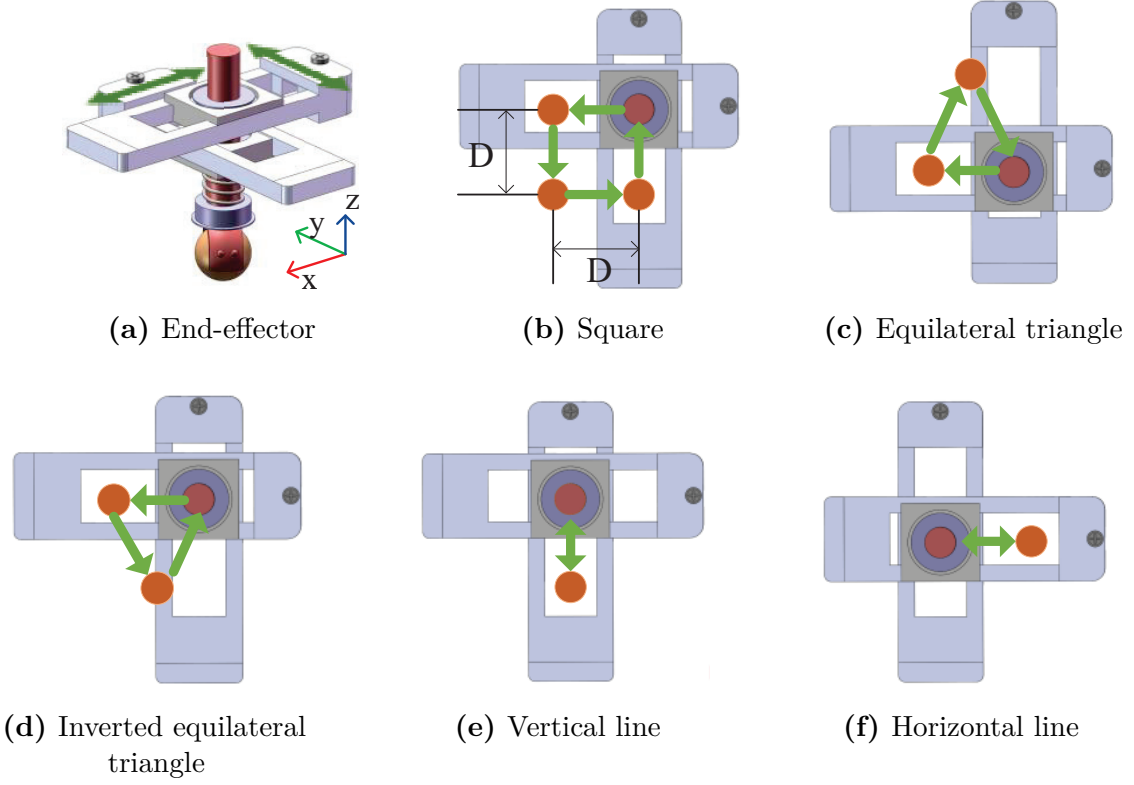 z
y
x
D
D
(a) End-effector
(b) Square
(c) Equilateral triangle
(d) Inverted equilateral
triangle
(e) Vertical line
(f) Horizontal line